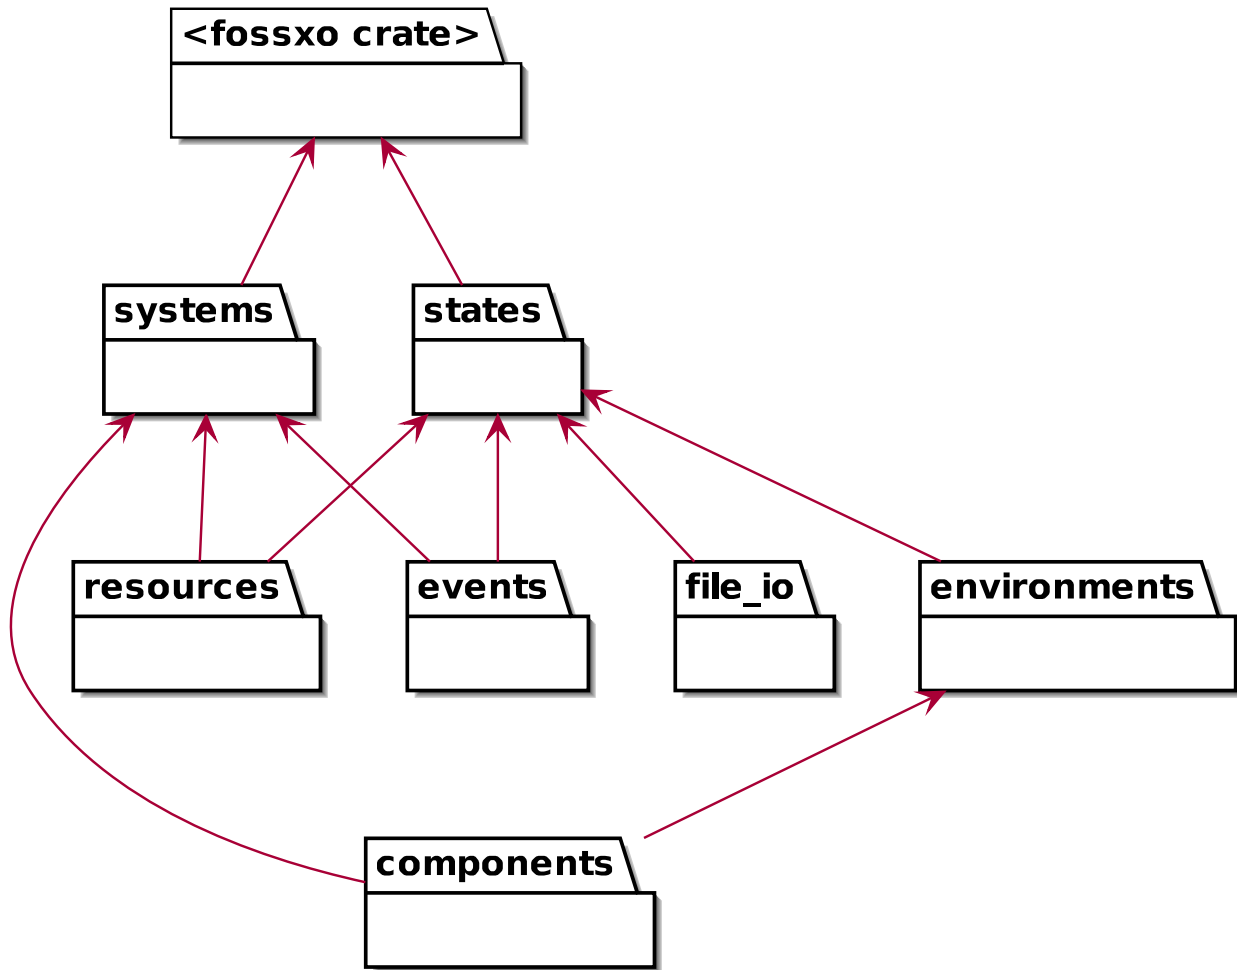 <fossxo crate>
systems
states
resources
events
file_io
environments
components